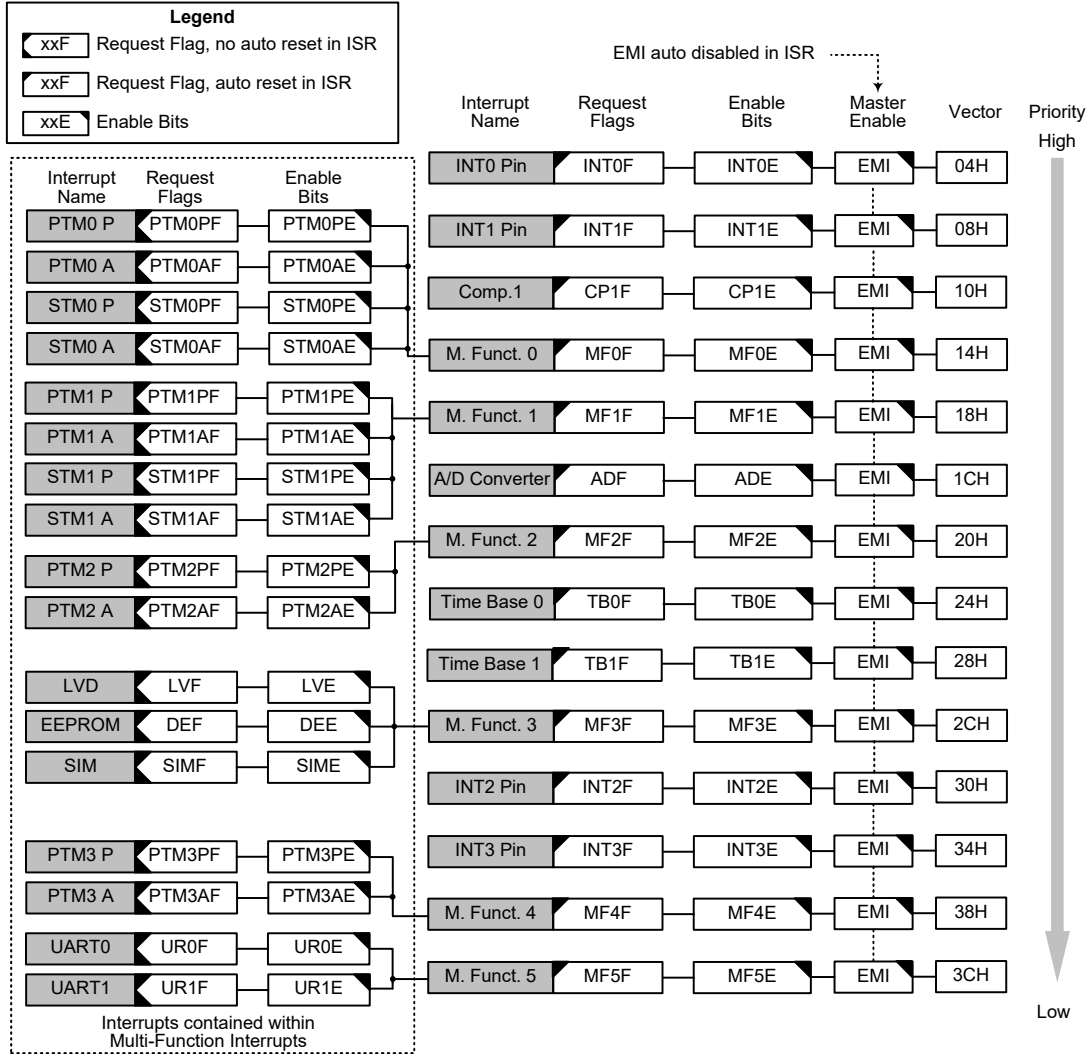 Legend
xxF Request Flag, no auto reset in ISR
xxF Request Flag, auto reset in ISR
xxE Enable Bits
EMI auto disabled in ISR
Interrupt Name Request Flags Enable Bits Master Enable Vector Priority
High
INT0 Pin INT0F INT0E EMI 04H
INT1 Pin INT1F INT1E EMI 08H
Comp.1 CP1F CP1E EMI 10H
M. Funct. 0 MF0F MF0E EMI 14H
M. Funct. 1 MF1F MF1E EMI 18H
A/D Converter ADF ADE EMI 1CH
M. Funct. 2 MF2F MF2E EMI 20H
Time Base 0 TB0F TB0E EMI 24H
Time Base 1 TB1F TB1E EMI 28H
M. Funct. 3 MF3F MF3E EMI 2CH
INT2 Pin INT2F INT2E EMI 30H
INT3 Pin INT3F INT3E EMI 34H
M. Funct. 4 MF4F MF4E EMI 38H
M. Funct. 5 MF5F MF5E EMI 3CH
Low
Interrupt Name Request Flags Enable Bits
PTM0 P PTM0PF PTM0PE
PTM0 A PTM0AF PTM0AE
STM0 P STM0PF STM0PE
STM0 A STM0AF STM0AE
PTM1 P PTM1PF PTM1PE
PTM1 A PTM1AF PTM1AE
STM1 P STM1PF STM1PE
STM1 A STM1AF STM1AE
PTM2 P PTM2PF PTM2PE
PTM2 A PTM2AF PTM2AE
LVD LVF LVE
EEPROM DEF DEE
SIM SIMF SIME
PTM3 P PTM3PF PTM3PE
PTM3 A PTM3AF PTM3AE
UART0 UR0F UR0E
UART1 UR1F UR1E
Interrupts contained within
Multi-Function Interrupts